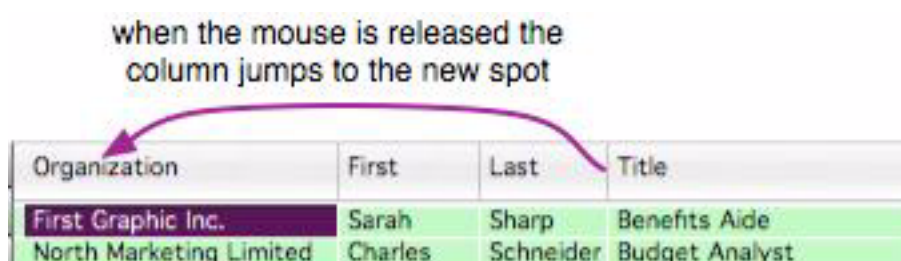 when the mouse is released the
column jumps to the new spot
Organization First Last Title
First Graphic Inc. Sarah Sharp Benefits Aide
North Marketing Limited Charles Schneider Budget Analyst